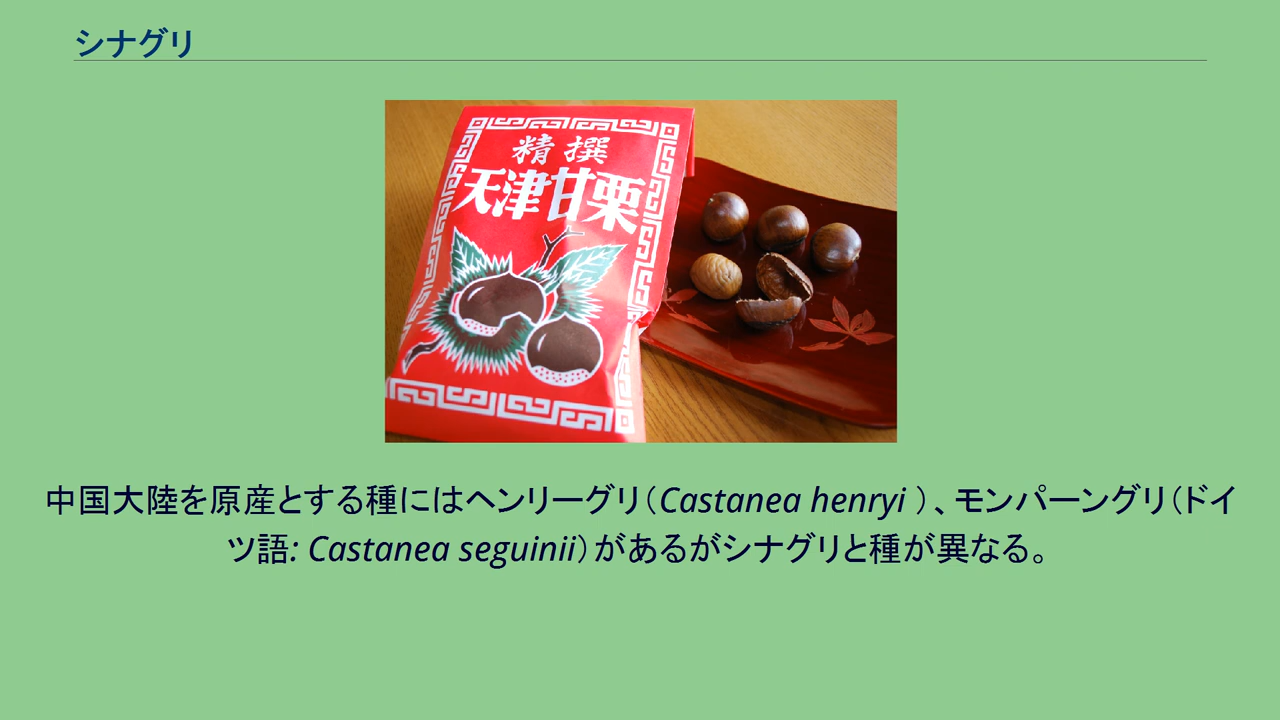 シナグリ
精撰
天津甘栗
中国大陸を原産とする種にはヘンリーグリ（Castanea henryi ）、モンパーングリ（ドイ
ツ語: Castanea seguinii）があるがシナグリと種が異なる。